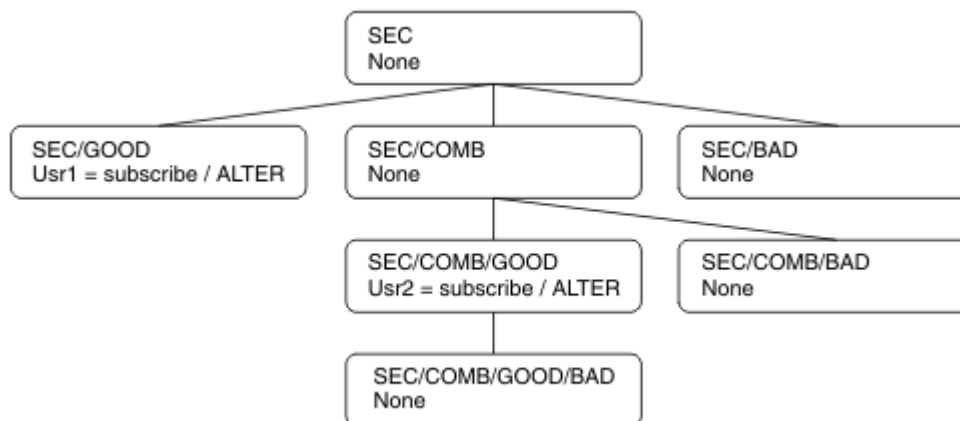 SEC
None
SEC/GOOD
Usr1 = subscribe / ALTER
SEC/COMB
None
SEC/BAD
None
SEC/COMB/GOOD
Usr2 = subscribe / ALTER
SEC/COMB/BAD
None
SEC/COMB/GOOD/BAD
None